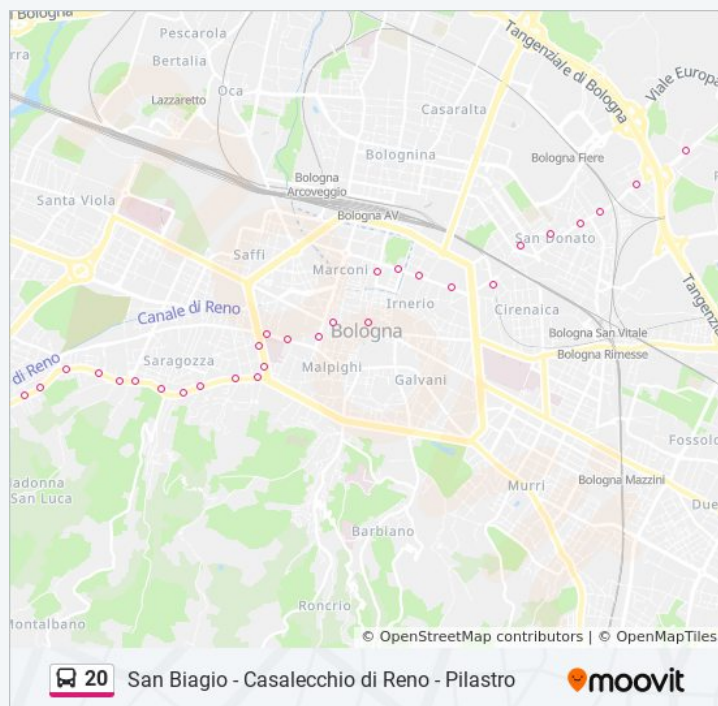 di Bologna
Pescarola
Bertalia
Lazzaretto
Oca
Casaralta
Tangenziale di Bologna
Viale Europa
Bolognina
Bologna Fiere
Bologna
Arcoveggio
Santa Viola
Bologna AV
San Donato
Saffi
Marconi
Irnerio
Cirenaica
Tangenziale
Canale di Reno
Bologna
Bologna San Vitale
Bologna Rimesse
di Reno
Saragozza
Malpighi
Galvani
Fossolo
Madonna
San Luca
Murri
Bologna Mazzini
Due
Barbiano
Roncrio
Montalbano
© OpenStreetMap contributors | © OpenMapTiles
20 San Biagio - Casalecchio di Reno - Pilastro moovit